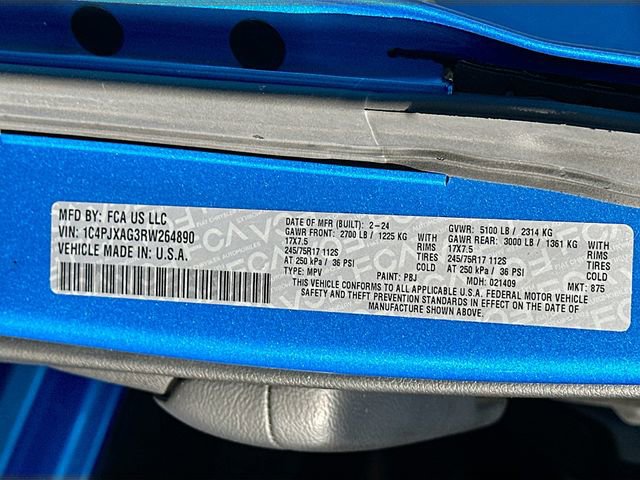 MFD BY: FCA US LLC
VIN: 1C4PJXAG3RW264890
VEHICLE MADE IN: U.S.A.
DATE OF MFR (BUILT): 2-24 GVWR: 5100 LB / 2314 KG
GAWR FRONT: 2700 LB / 1225 KG WITH GAWR REAR: 3000 LB / 1361 KG WITH
17X7.5 RIMS 17X7.5 RIMS
245/75R17 112S TIRES 245/75R17 112S TIRES
AT 250 kPa / 36 PSI COLD AT 250 kPa / 36 PSI COLD
TYPE: MPV PAINT: PBJ MDH: 021409 MKT: 875
THIS VEHICLE CONFORMS TO ALL APPLICABLE U.S.A. FEDERAL MOTOR VEHICLE
SAFETY AND THEFT PREVENTION STANDARDS IN EFFECT ON THE DATE OF
MANUFACTURE SHOWN ABOVE.